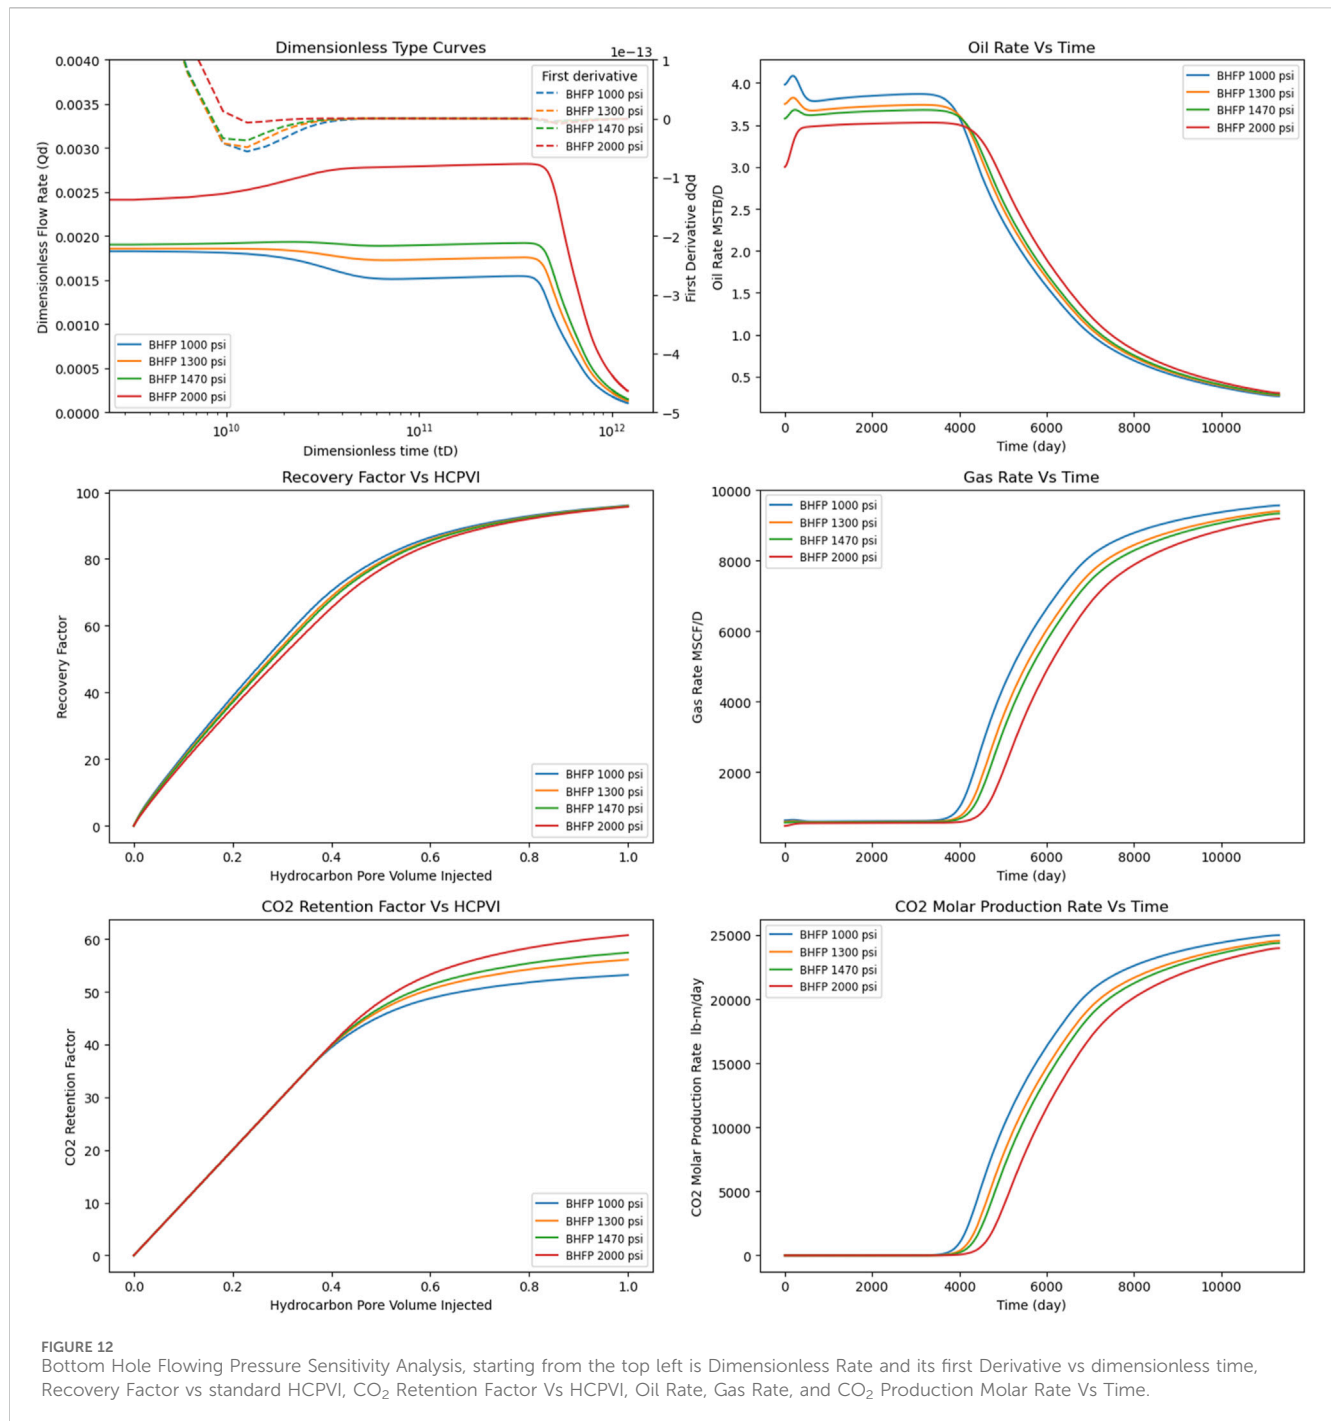 Dimensionless Type Curves
1e−13
0.0040
0.0035
0.0030
0.0025
0.0020
0.0015
0.0010
0.0005
0.0000
Dimensionless Flow Rate (Qd)
First derivative
BHFP 1000 psi
BHFP 1300 psi
BHFP 1470 psi
BHFP 2000 psi
BHFP 1000 psi
BHFP 1300 psi
BHFP 1470 psi
BHFP 2000 psi
1
0
−1
−2
−3
−4
−5
First Derivative dQd
10^10
10^11
10^12
Dimensionless time (tD)
Oil Rate Vs Time
4.0
3.5
3.0
2.5
2.0
1.5
1.0
0.5
Oil Rate MSTB/D
BHFP 1000 psi
BHFP 1300 psi
BHFP 1470 psi
BHFP 2000 psi
0 2000 4000 6000 8000 10000
Time (day)
Recovery Factor Vs HCPVI
100
80
60
40
20
0
Recovery Factor
BHFP 1000 psi
BHFP 1300 psi
BHFP 1470 psi
BHFP 2000 psi
0.0 0.2 0.4 0.6 0.8 1.0
Hydrocarbon Pore Volume Injected
Gas Rate Vs Time
10000
8000
6000
4000
2000
Gas Rate MSCF/D
BHFP 1000 psi
BHFP 1300 psi
BHFP 1470 psi
BHFP 2000 psi
0 2000 4000 6000 8000 10000
Time (day)
CO2 Retention Factor Vs HCPVI
60
50
40
30
20
10
0
CO2 Retention Factor
BHFP 1000 psi
BHFP 1300 psi
BHFP 1470 psi
BHFP 2000 psi
0.0 0.2 0.4 0.6 0.8 1.0
Hydrocarbon Pore Volume Injected
CO2 Molar Production Rate Vs Time
25000
20000
15000
10000
5000
0
CO2 Molar Production Rate lb-m/day
BHFP 1000 psi
BHFP 1300 psi
BHFP 1470 psi
BHFP 2000 psi
0 2000 4000 6000 8000 10000
Time (day)
FIGURE 12
Bottom Hole Flowing Pressure Sensitivity Analysis, starting from the top left is Dimensionless Rate and its first Derivative vs dimensionless time,
Recovery Factor vs standard HCPVI, CO₂ Retention Factor Vs HCPVI, Oil Rate, Gas Rate, and CO₂ Production Molar Rate Vs Time.